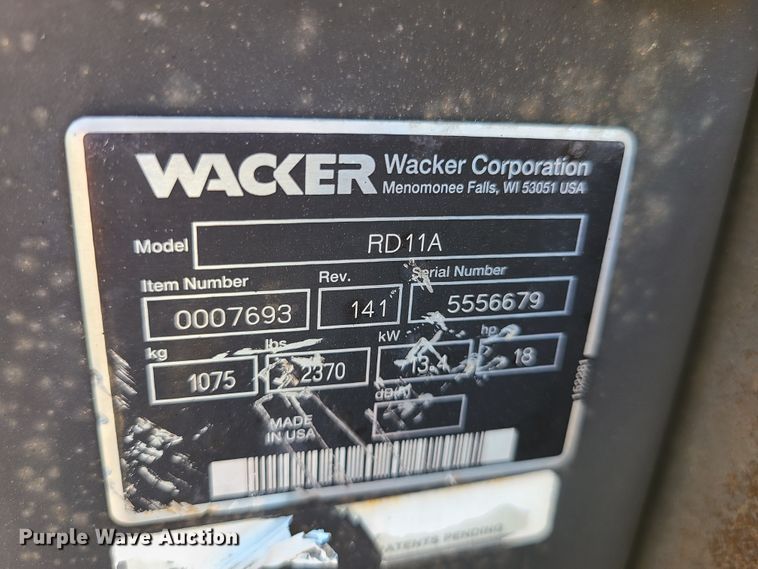 WACKER Wacker Corporation
Menomonee Falls, WI 53051 USA
Model RD11A
Item Number Rev. Serial Number
0007693 141 5556679
kg lbs kW hp
1075 2370 13.4 18
dB(A)
MADE
IN USA
PATENTS PENDING
Purple Wave Auction